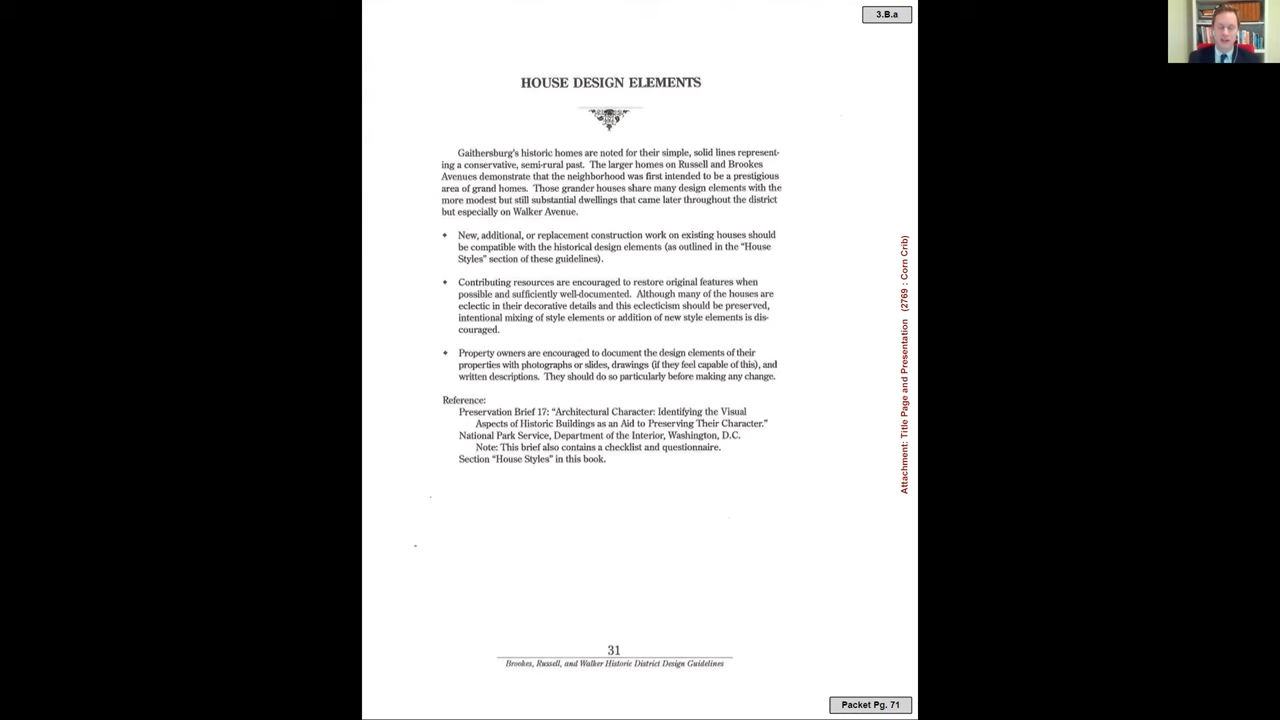 3.B.a
HOUSE DESIGN ELEMENTS
Gaithersburg's historic homes are noted for their simple, solid lines represent-
ing a conservative, semi-rural past. The larger homes on Russell and Brookes
Avenues demonstrate that the neighborhood was first intended to be a prestigious
area of grand homes. Those grander houses share many design elements with the
more modest but still substantial dwellings that came later throughout the district
but especially on Walker Avenue.
• New, additional, or replacement construction work on existing houses should
be compatible with the historical design elements (as outlined in the "House
Styles" section of these guidelines).
• Contributing resources are encouraged to restore original features when
possible and sufficiently well-documented. Although many of the houses are
eclectic in their decorative details and this eclecticism should be preserved,
intentional mixing of style elements or addition of new style elements is dis-
couraged.
• Property owners are encouraged to document the design elements of their
properties with photographs or slides, drawings (if they feel capable of this), and
written descriptions. They should do so particularly before making any change.
Reference:
Preservation Brief 17: "Architectural Character: Identifying the Visual
Aspects of Historic Buildings as an Aid to Preserving Their Character."
National Park Service, Department of the Interior, Washington, D.C.
Note: This brief also contains a checklist and questionnaire.
Section "House Styles" in this book.
31
Brookes, Russell, and Walker Historic District Design Guidelines
Attachment: Title Page and Presentation (2769 : Corn Crib)
Packet Pg. 71